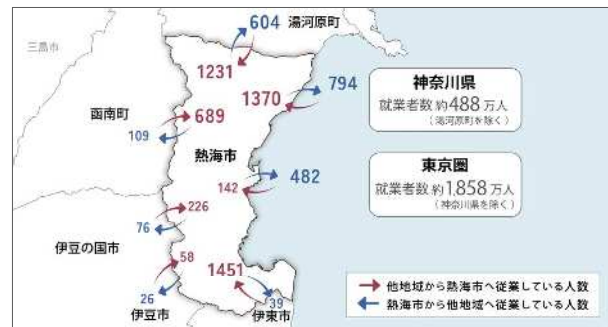 604
湯河原町
三島市
1231
1370
794
神奈川県
就業者数 約488万人
（湯河原町を除く）
函南町
689
109
熱海市
482
142
東京圏
就業者数 約1,858万人
（神奈川県を除く）
226
76
伊豆の国市
58
1451
26
39
伊豆市
伊東市
他地域から熱海市へ従業している人数
熱海市から他地域へ従業している人数